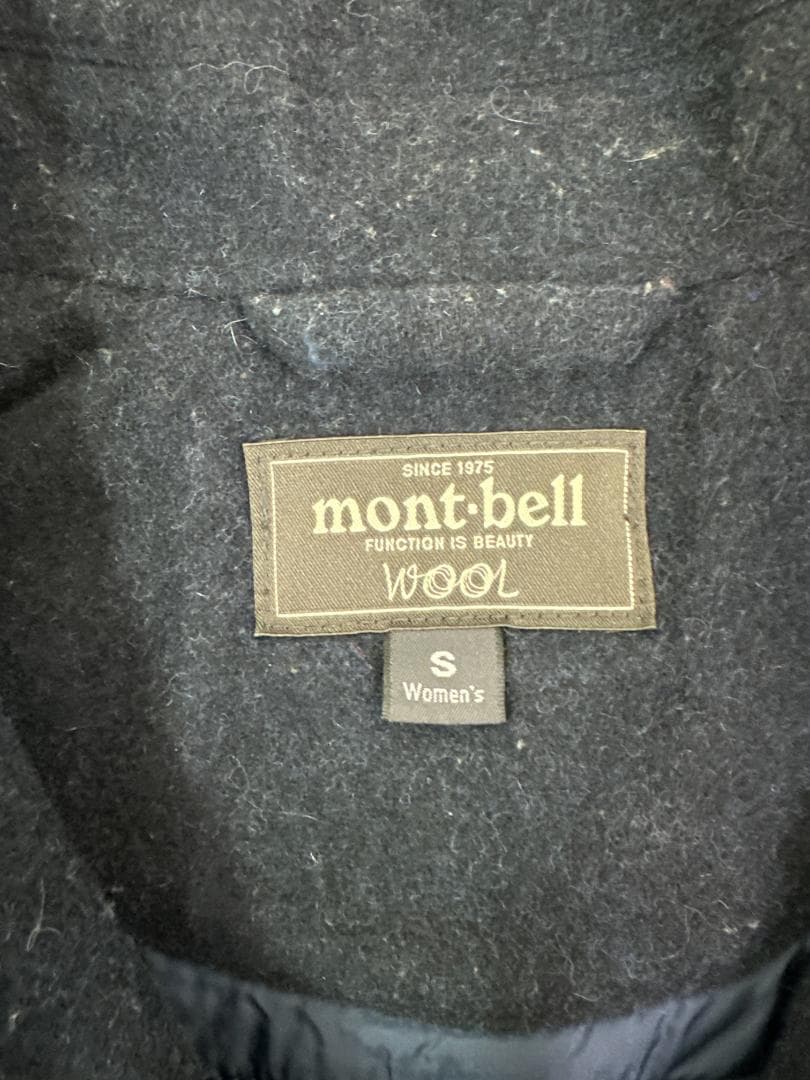 SINCE 1975
mont·bell
FUNCTION IS BEAUTY
WOOL
S
Women's